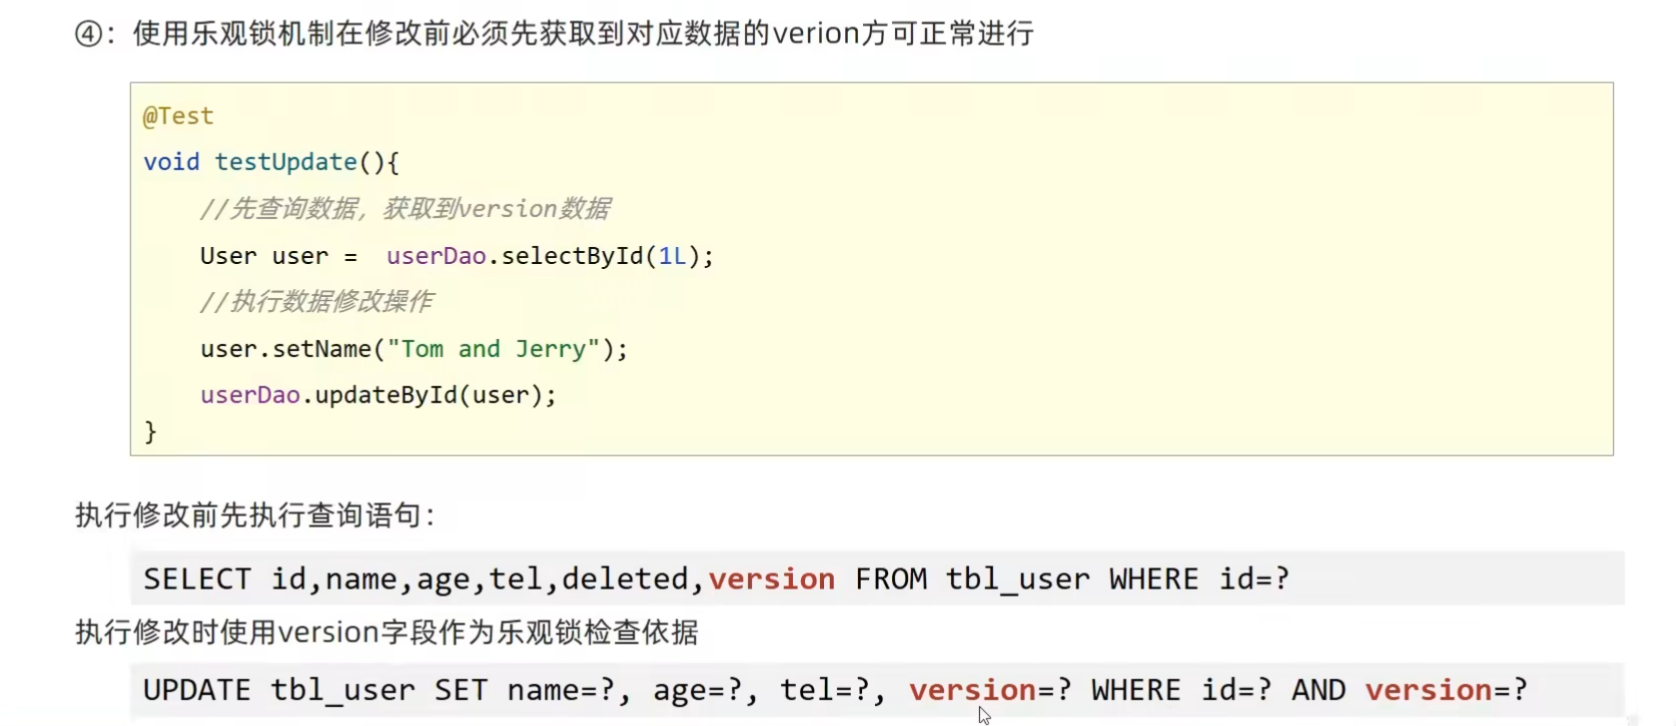 ④：使用乐观锁机制在修改前必须先获取到对应数据的verion方可正常进行
@Test
void testUpdate(){
//先查询数据，获取到version数据
User user = userDao.selectById(1L);
//执行数据修改操作
user.setName("Tom and Jerry");
userDao.updateById(user);
}
执行修改前先执行查询语句：
SELECT id,name,age,tel,deleted,version FROM tbl_user WHERE id=?
执行修改时使用version字段作为乐观锁检查依据
UPDATE tbl_user SET name=?, age=?, tel=?, version=? WHERE id=? AND version=?